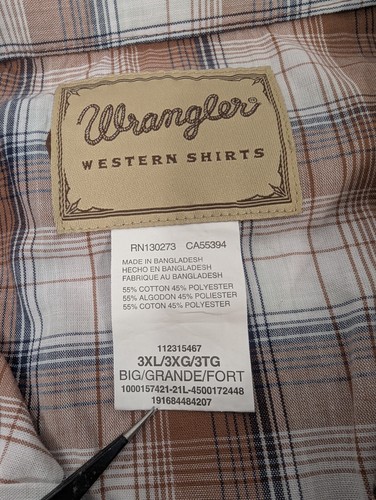 Wrangler
WESTERN SHIRTS
RN130273 CA55394
MADE IN BANGLADESH
HECHO EN BANGLADESH
FABRIQUE AU BANGLADESH
55% COTTON 45% POLYESTER
55% ALGODON 45% POLIESTER
55% COTON 45% POLYESTER
112315467
3XL/3XG/3TG
BIG/GRANDE/FORT
1000157421-21L-4500172448
191684484207